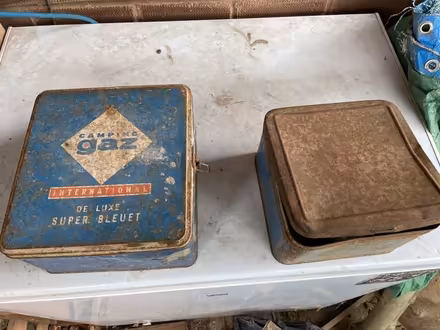 CAMPING
gaz
INTERNATIONAL
DE LUXE
SUPER BLEUET